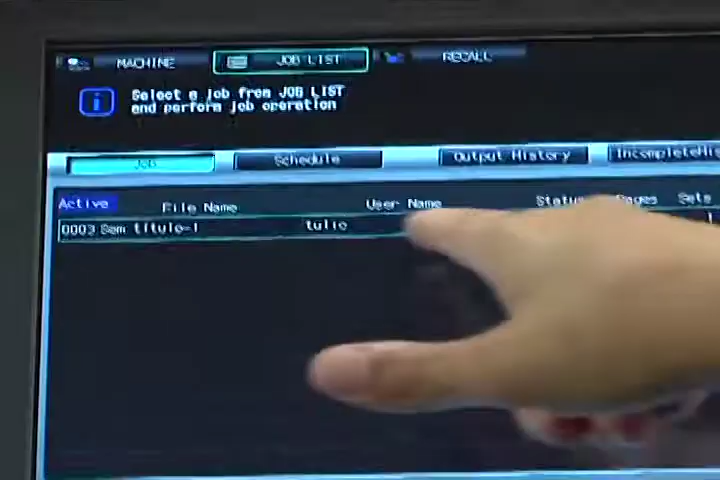 MACHINE JOB LIST RECALL
Select a job from JOB LIST
and perform job operation
Job Schedule Output History IncompleteHis
Active File Name User Name Status Pages Sets
0003 Sem titulo-1 tulio